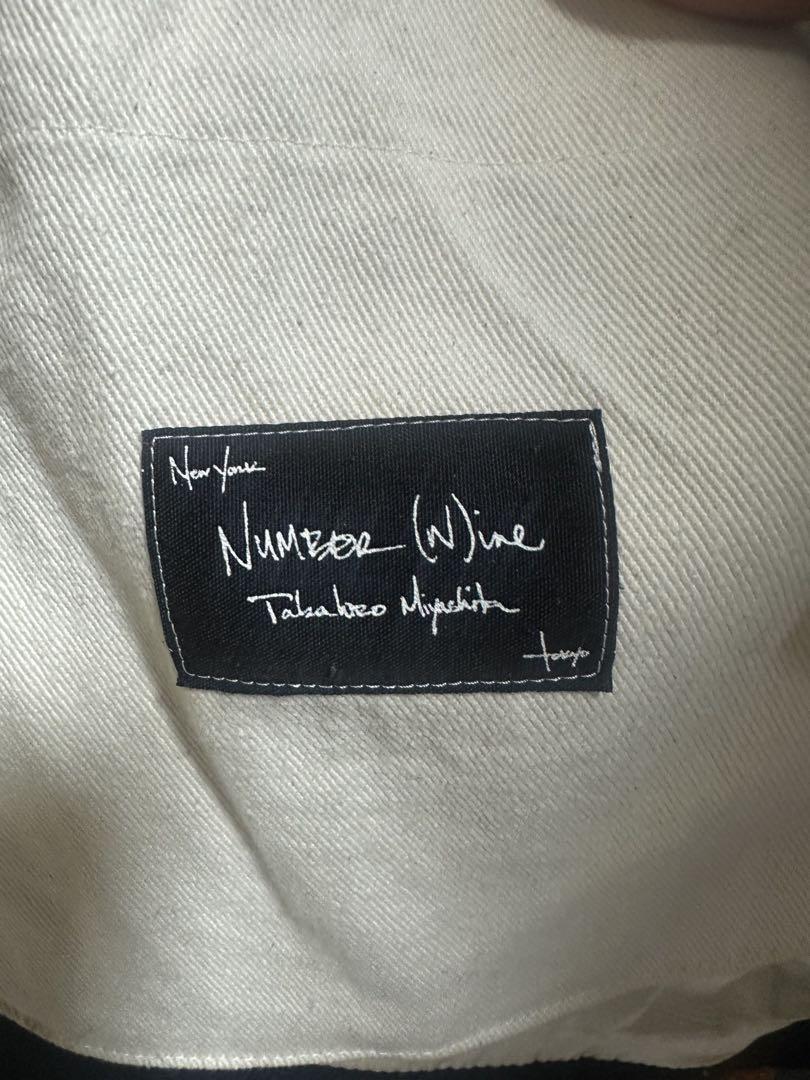 New York
NUMBER (N)ine
Takahiro Miyashita
tokyo